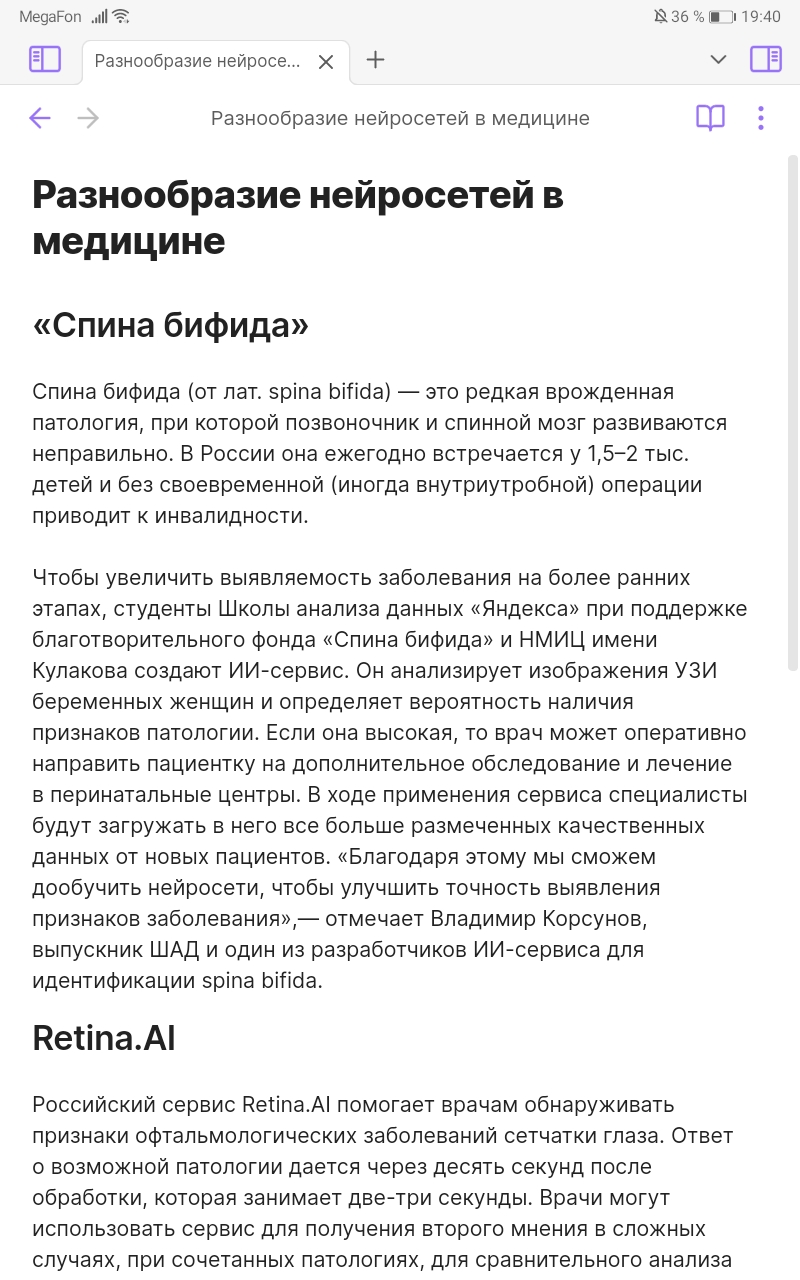 MegaFon 36 % 19:40
Разнообразие нейросе...
Разнообразие нейросетей в медицине
Разнообразие нейросетей в
медицине
«Спина бифида»
Спина бифида (от лат. spina bifida) — это редкая врожденная
патология, при которой позвоночник и спинной мозг развиваются
неправильно. В России она ежегодно встречается у 1,5–2 тыс.
детей и без своевременной (иногда внутриутробной) операции
приводит к инвалидности.
Чтобы увеличить выявляемость заболевания на более ранних
этапах, студенты Школы анализа данных «Яндекса» при поддержке
благотворительного фонда «Спина бифида» и НМИЦ имени
Кулакова создают ИИ-сервис. Он анализирует изображения УЗИ
беременных женщин и определяет вероятность наличия
признаков патологии. Если она высокая, то врач может оперативно
направить пациентку на дополнительное обследование и лечение
в перинатальные центры. В ходе применения сервиса специалисты
будут загружать в него все больше размеченных качественных
данных от новых пациентов. «Благодаря этому мы сможем
дообучить нейросети, чтобы улучшить точность выявления
признаков заболевания»,— отмечает Владимир Корсунов,
выпускник ШАД и один из разработчиков ИИ-сервиса для
идентификации spina bifida.
Retina.AI
Российский сервис Retina.AI помогает врачам обнаруживать
признаки офтальмологических заболеваний сетчатки глаза. Ответ
о возможной патологии дается через десять секунд после
обработки, которая занимает две-три секунды. Врачи могут
использовать сервис для получения второго мнения в сложных
случаях, при сочетанных патологиях, для сравнительного анализа